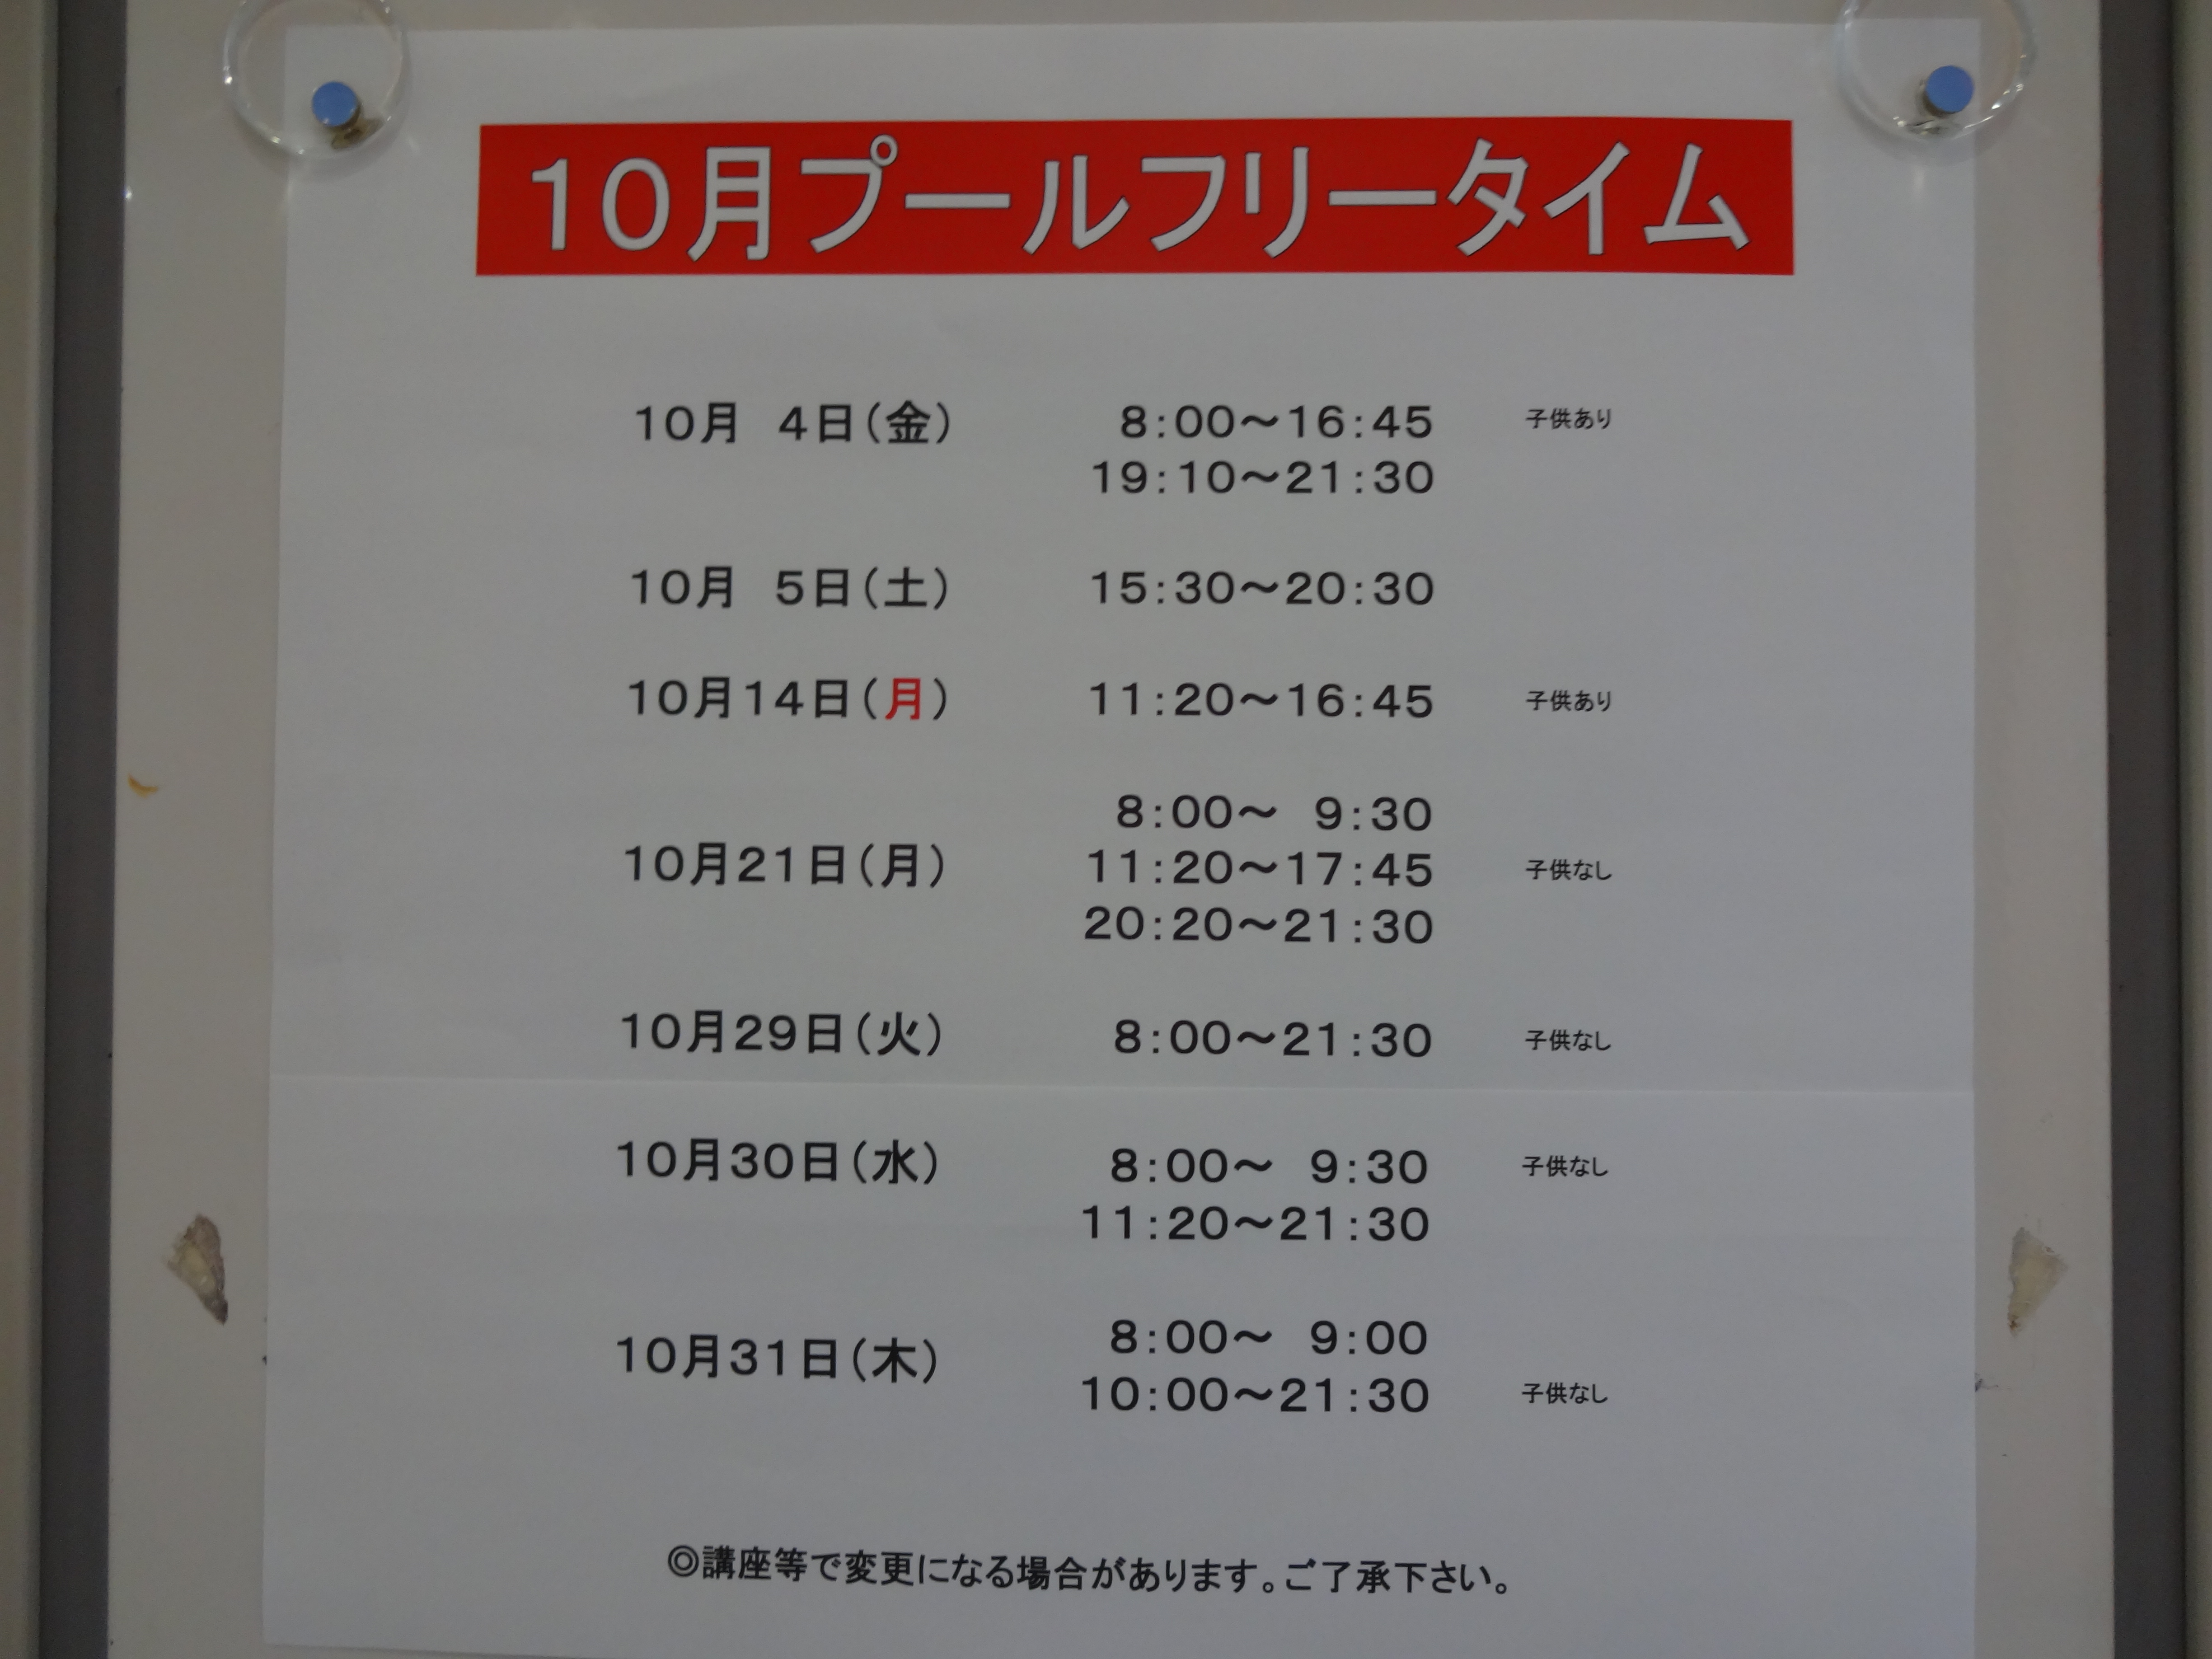 10月プールフリータイム
10月 4日(金) 8:00～16:45 子供あり
19:10～21:30
10月 5日(土) 15:30～20:30
10月14日(月) 11:20～16:45 子供あり
8:00～ 9:30
10月21日(月) 11:20～17:45 子供なし
20:20～21:30
10月29日(火) 8:00～21:30 子供なし
10月30日(水) 8:00～ 9:30 子供なし
11:20～21:30
8:00～ 9:00
10月31日(木)
10:00～21:30 子供なし
◎講座等で変更になる場合があります。ご了承下さい。